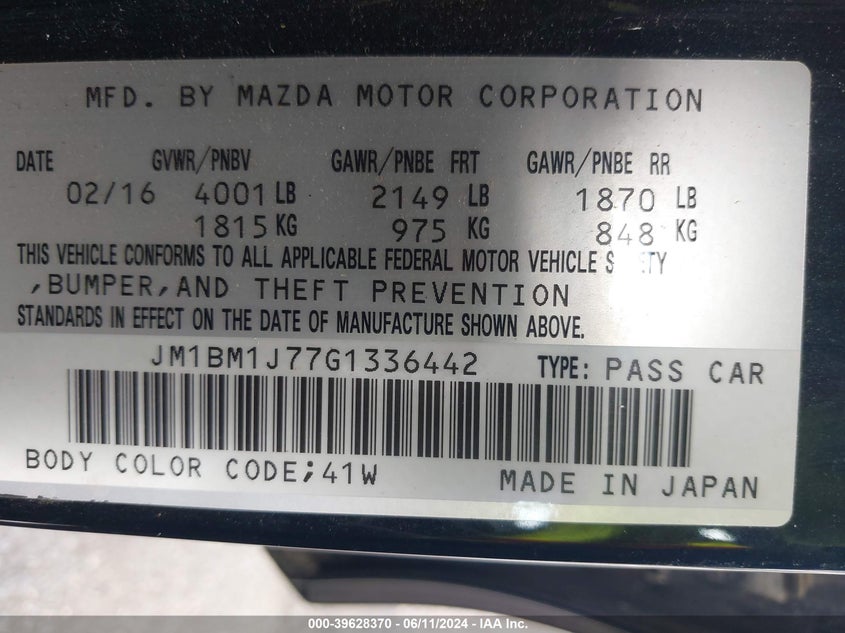 MFD. BY MAZDA MOTOR CORPORATION
DATE GVWR/PNBV GAWR/PNBE FRT GAWR/PNBE RR
02/16 4001 LB 2149 LB 1870 LB
1815 KG 975 KG 848 KG
THIS VEHICLE CONFORMS TO ALL APPLICABLE FEDERAL MOTOR VEHICLE
,BUMPER,AND THEFT PREVENTION
STANDARDS IN EFFECT ON THE DATE OF MANUFACTURE SHOWN ABOVE.
JM1BM1J77G1336442 TYPE: PASS CAR
BODY COLOR CODE;41W MADE IN JAPAN
000-39628370 - 06/11/2024 - IAA Inc.